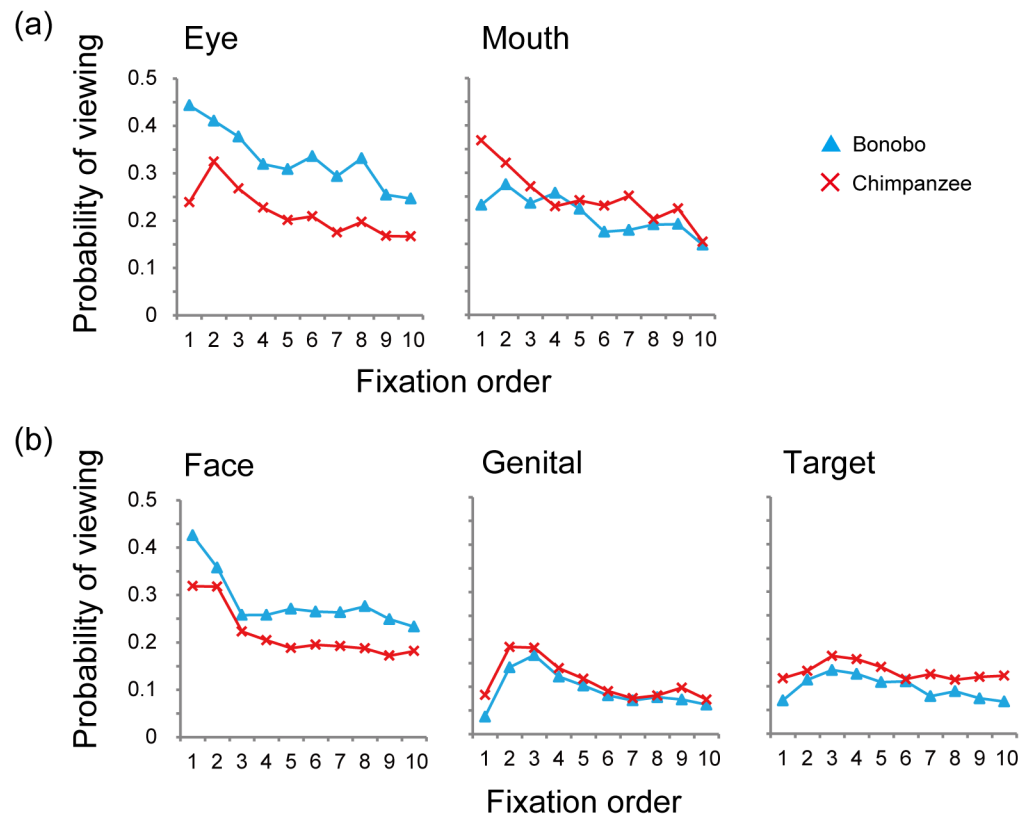 (a)
Eye
Mouth
Probability of viewing
0.5
0.4
0.3
0.2
0.1
0
1 2 3 4 5 6 7 8 9 10
1 2 3 4 5 6 7 8 9 10
Fixation order
Bonobo
Chimpanzee
(b)
Face
Genital
Target
Probability of viewing
0.5
0.4
0.3
0.2
0.1
0
1 2 3 4 5 6 7 8 9 10
1 2 3 4 5 6 7 8 9 10
1 2 3 4 5 6 7 8 9 10
Fixation order